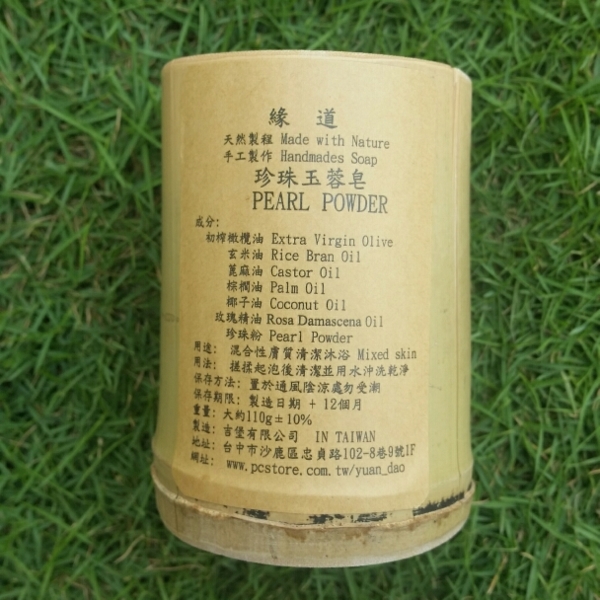 緣 道
天然製程 Made with Nature
手工製作 Handmades Soap
珍珠玉蓉皂
PEARL POWDER
成分:
初榨橄欖油 Extra Virgin Olive
玄米油 Rice Bran Oil
蓖麻油 Castor Oil
棕櫚油 Palm Oil
椰子油 Coconut Oil
玫瑰精油 Rosa Damascena Oil
珍珠粉 Pearl Powder
用途: 混合性膚質清潔沐浴 Mixed skin
用法: 搓揉起泡後清潔並用水沖洗乾淨
保存方法: 置於通風陰涼處勿受潮
保存期限: 製造日期 + 12個月
重量: 大約110g±10%
製造: 吉堡有限公司 IN TAIWAN
地址: 台中市沙鹿區忠貞路102-8巷9號1F
網址: www.pcstore.com.tw/yuan_dao